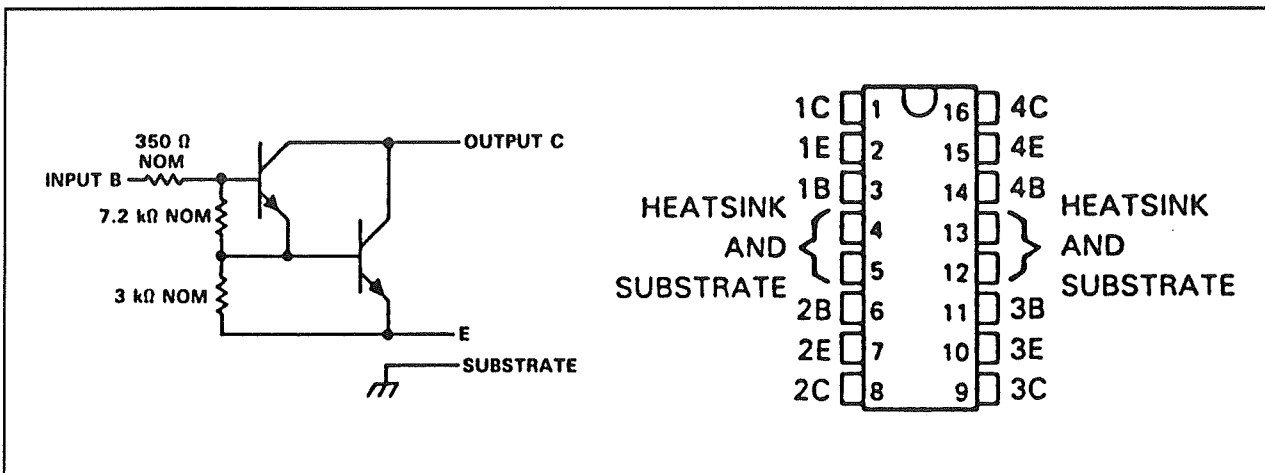 350 Ω
NOM
INPUT B
7.2 kΩ NOM
3 kΩ NOM
OUTPUT C
E
SUBSTRATE
1C 1 16 4C
1E 2 15 4E
1B 3 14 4B
HEATSINK
AND
SUBSTRATE
4 13
5 12
HEATSINK
AND
SUBSTRATE
2B 6 11 3B
2E 7 10 3E
2C 8 9 3C